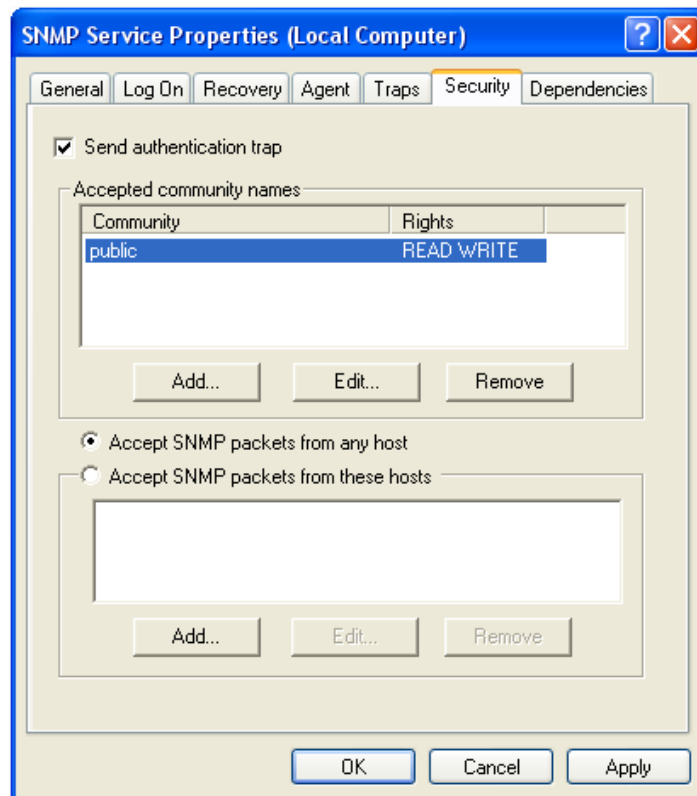 SNMP Service Properties (Local Computer)
General Log On Recovery Agent Traps Security Dependencies
Send authentication trap
Accepted community names
Community Rights
public READ WRITE
Add... Edit... Remove
Accept SNMP packets from any host
Accept SNMP packets from these hosts
Add... Edit... Remove
OK Cancel Apply